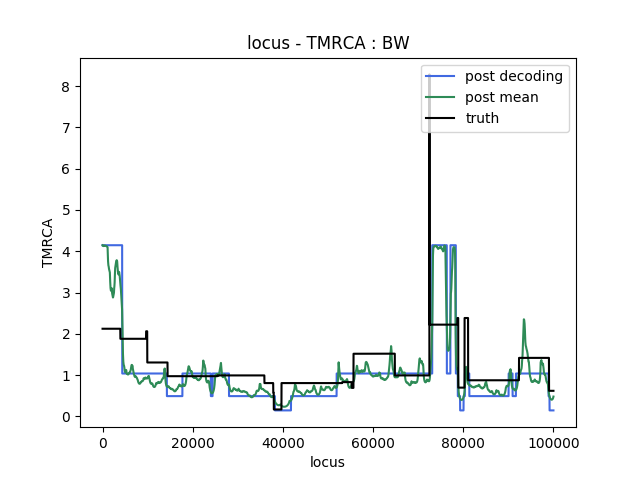 locus - TMRCA : BW
post decoding
post mean
truth
TMRCA
8
7
6
5
4
3
2
1
0
0 20000 40000 60000 80000 100000
locus